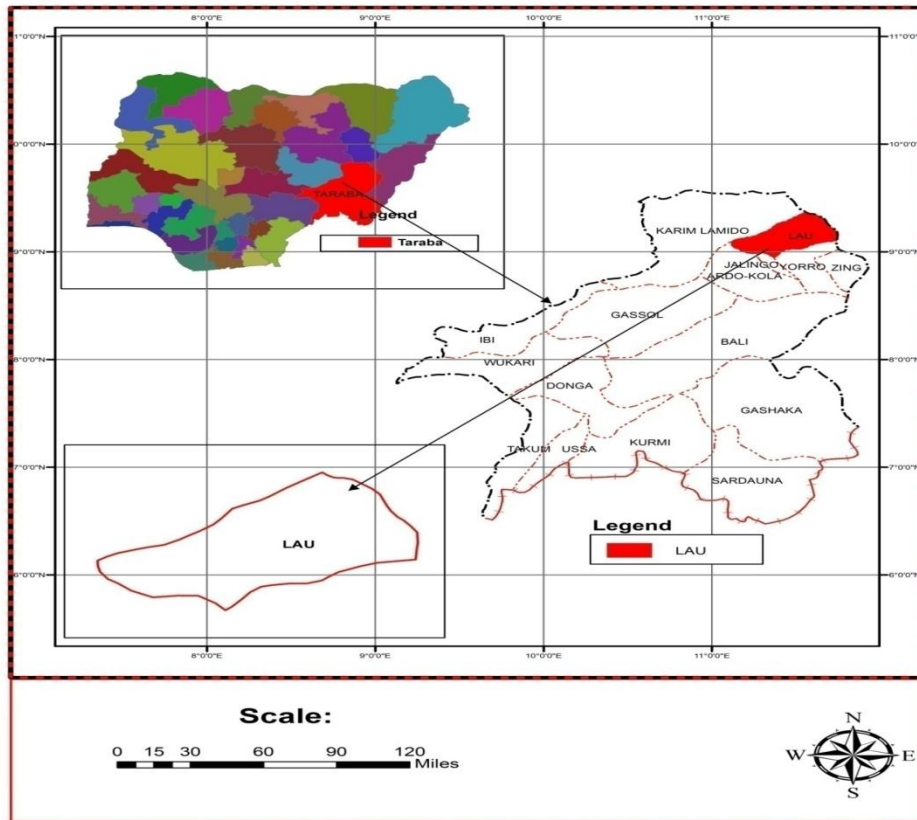 8°0'0"E 9°0'0"E 10°0'0"E 11°0'0"E
1°0'0"N 11°0'0"N
0°0'0"N 10°0'0"N
TARABA
Legend
Taraba
KARIM LAMIDO
LAU
9°0'0"N 9°0'0"N
JALINGO YORRO ZING
ARDO-KOLA
GASSOL
IBI
BALI
8°0'0"N 8°0'0"N
WUKARI
DONGA
GASHAKA
TAKUM USSA KURMI
7°0'0"N 7°0'0"N
SARDAUNA
LAU
Legend
LAU
6°0'0"N 6°0'0"N
8°0'0"E 9°0'0"E 10°0'0"E 11°0'0"E
Scale:
0 15 30 60 90 120
Miles
N
W E
S